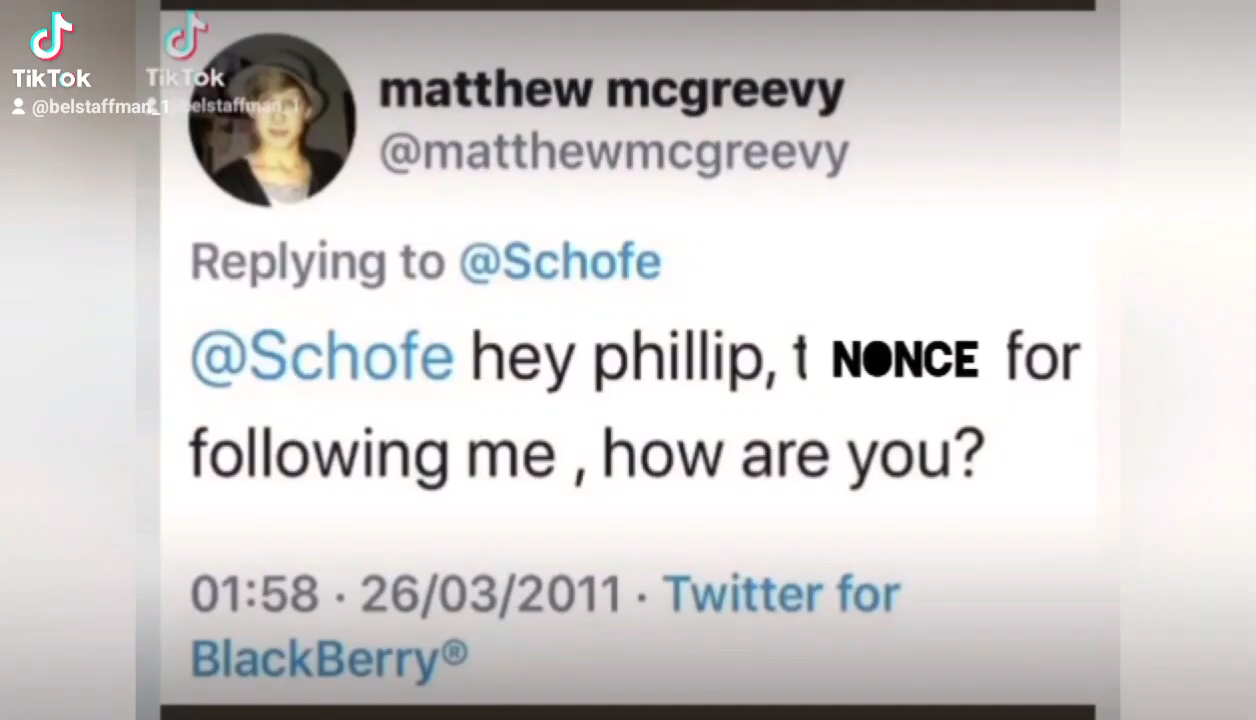 TikTok
@belstaffman_1
TikTok
belstaffman_1
matthew mcgreevy
@matthewmcgreevy
Replying to @Schofe
@Schofe hey phillip, t NONCE for
following me , how are you?
01:58 · 26/03/2011 · Twitter for
BlackBerry®